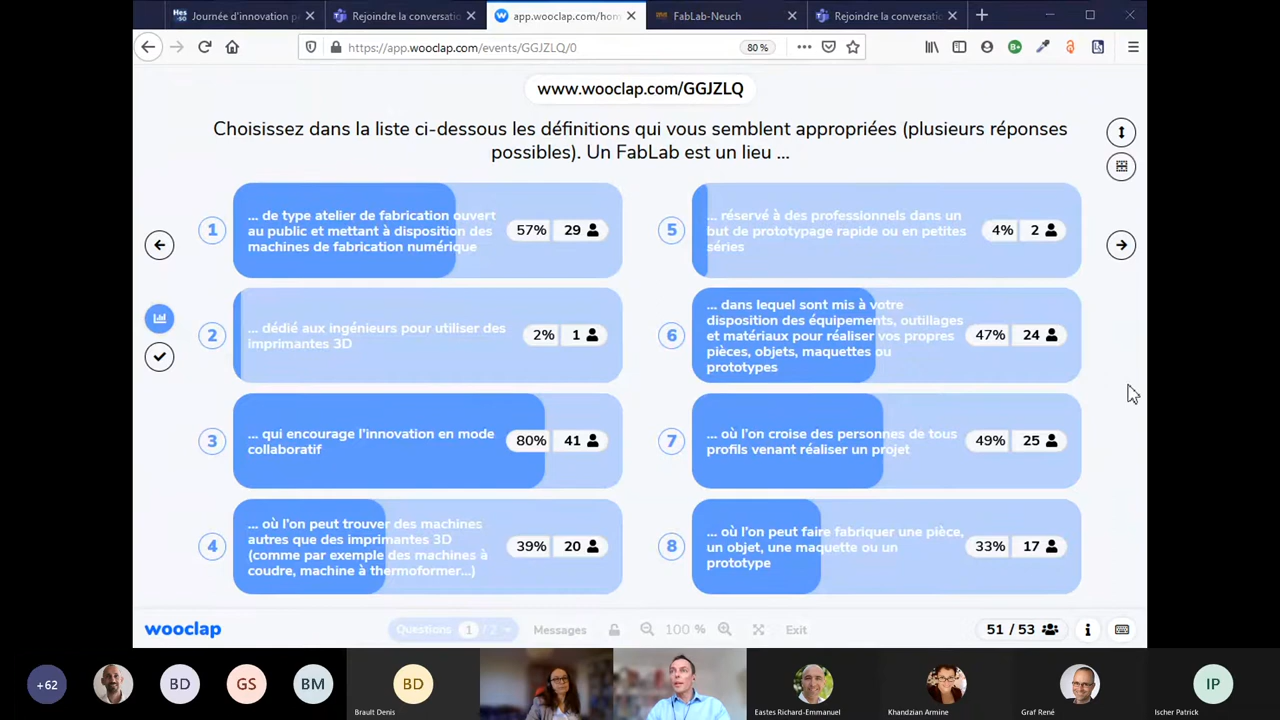 Hes·so
Journée d'innovation p
Rejoindre la conversatio
app.wooclap.com/hom
FabLab-Neuch
Rejoindre la conversatio
https://app.wooclap.com/events/GGJZLQ/0
80 %
www.wooclap.com/GGJZLQ
Choisissez dans la liste ci-dessous les définitions qui vous semblent appropriées (plusieurs réponses
possibles). Un FabLab est un lieu ...
1
... de type atelier de fabrication ouvert
au public et mettant à disposition des
machines de fabrication numérique
57%
29
2
... dédié aux ingénieurs pour utiliser des
imprimantes 3D
2%
1
3
... qui encourage l'innovation en mode
collaboratif
80%
41
4
... où l'on peut trouver des machines
autres que des imprimantes 3D
(comme par exemple des machines à
coudre, machine à thermoformer...)
39%
20
5
... réservé à des professionnels dans un
but de prototypage rapide ou en petites
séries
4%
2
6
... dans lequel sont mis à votre
disposition des équipements, outillages
et matériaux pour réaliser vos propres
pièces, objets, maquettes ou
prototypes
47%
24
7
... où l'on croise des personnes de tous
profils venant réaliser un projet
49%
25
8
... où l'on peut faire fabriquer une pièce,
un objet, une maquette ou un
prototype
33%
17
wooclap
Questions 1 / 2
Messages
100 %
Exit
51 / 53
+62
BD
GS
BM
BD
Brault Denis
Eastes Richard-Emmanuel
Khandzian Armine
Graf René
IP
Ischer Patrick